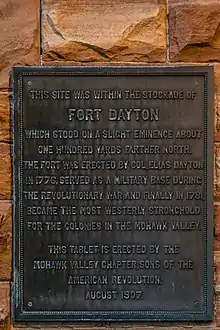 THIS SITE WAS WITHIN THE STOCKADE OF
FORT DAYTON
WHICH STOOD ON A SLIGHT EMINENCE ABOUT
ONE HUNDRED YARDS FARTHER NORTH.
THE FORT WAS ERECTED BY COL. ELIAS DAYTON
IN 1776, SERVED AS A MILITARY BASE DURING
THE REVOLUTIONARY WAR AND FINALLY IN 1781
BECAME THE MOST WESTERLY STRONGHOLD
FOR THE COLONIES IN THE MOHAWK VALLEY.
THIS TABLET IS ERECTED BY THE
MOHAWK VALLEY CHAPTER, SONS OF THE
AMERICAN REVOLUTION.
AUGUST 1907.